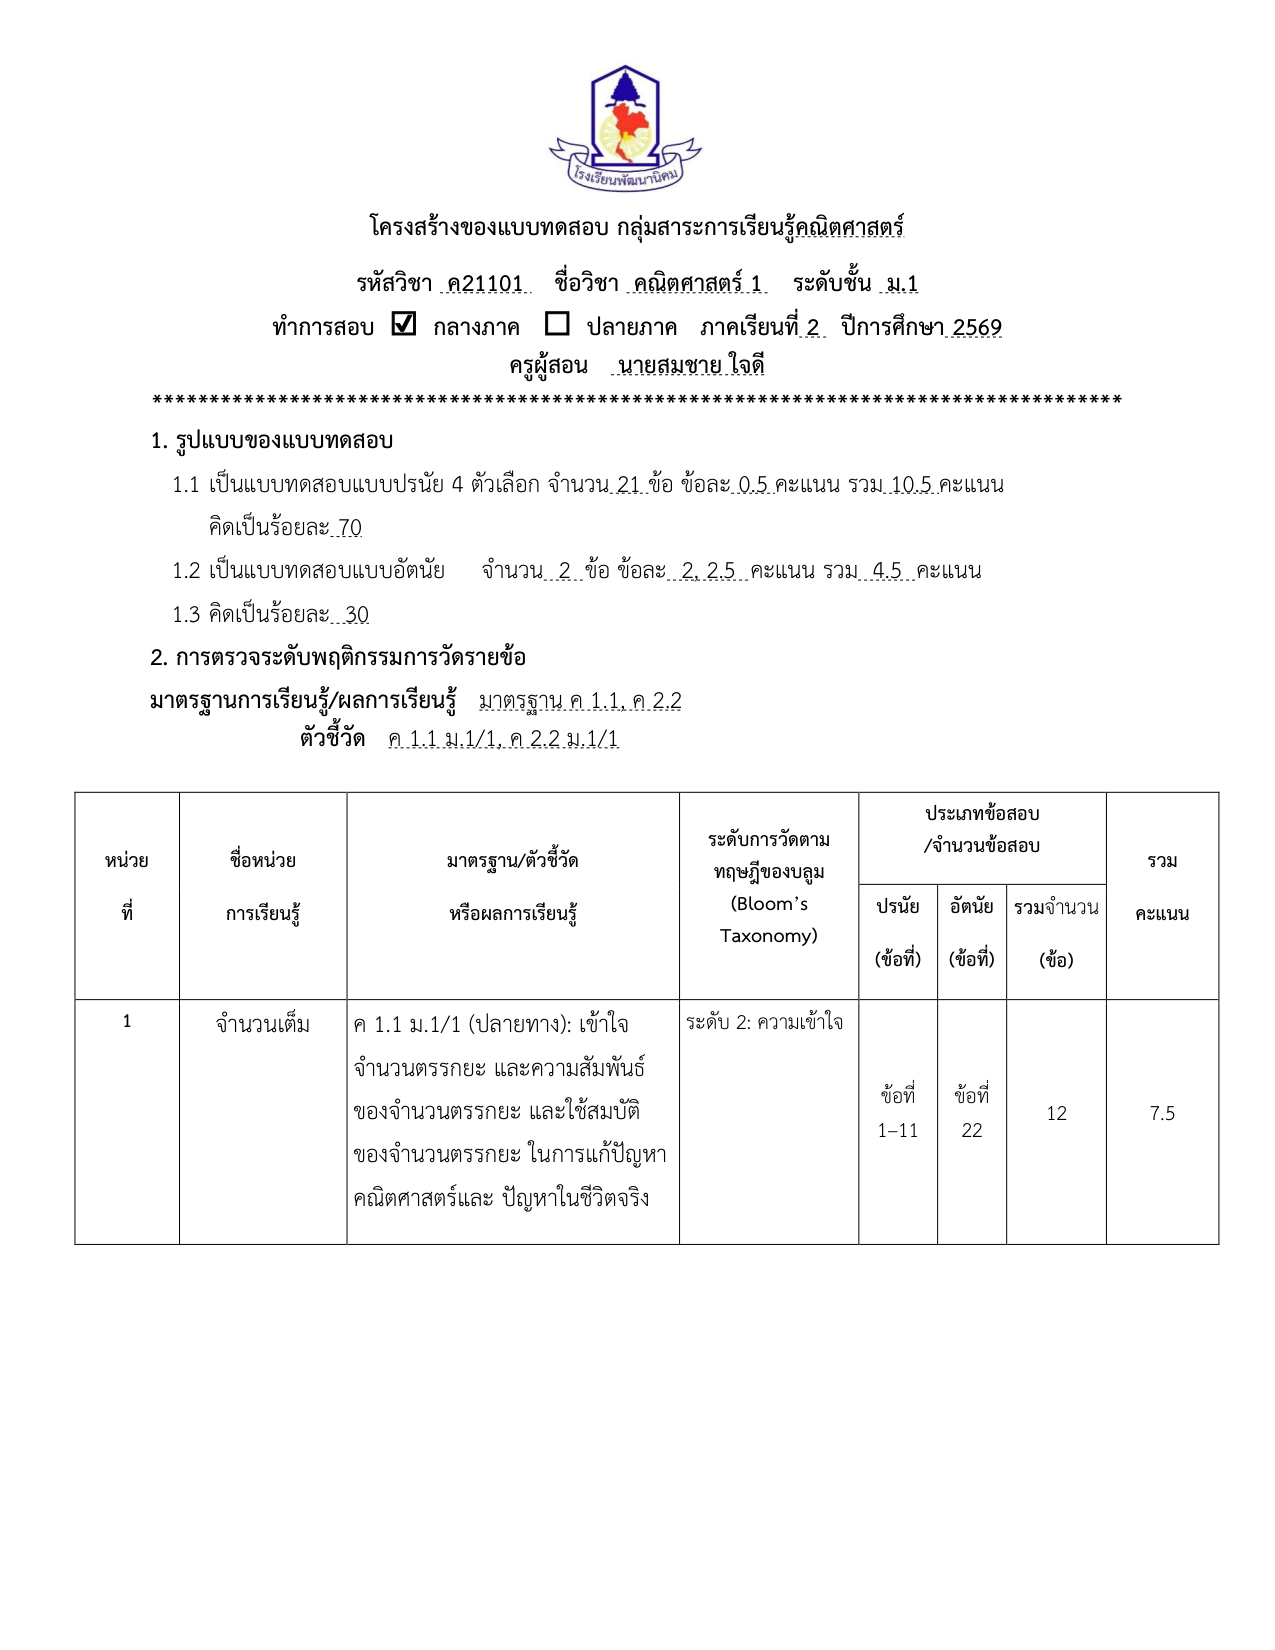 โรงเรียนพัฒนานิคม
โครงสร้างของแบบทดสอบ กลุ่มสาระการเรียนรู้คณิตศาสตร์
รหัสวิชา ค21101 ชื่อวิชา คณิตศาสตร์ 1 ระดับชั้น ม.1
ทำการสอบ ☑ กลางภาค ☐ ปลายภาค ภาคเรียนที่ 2 ปีการศึกษา 2569
ครูผู้สอน นายสมชาย ใจดี
*************************************************************************************
1. รูปแบบของแบบทดสอบ
1.1 เป็นแบบทดสอบแบบปรนัย 4 ตัวเลือก จำนวน 21 ข้อ ข้อละ 0.5 คะแนน รวม 10.5 คะแนน
คิดเป็นร้อยละ 70
1.2 เป็นแบบทดสอบแบบอัตนัย จำนวน 2 ข้อ ข้อละ 2, 2.5 คะแนน รวม 4.5 คะแนน
1.3 คิดเป็นร้อยละ 30
2. การตรวจระดับพฤติกรรมการวัดรายข้อ
มาตรฐานการเรียนรู้/ผลการเรียนรู้ มาตรฐาน ค 1.1, ค 2.2
ตัวชี้วัด ค 1.1 ม.1/1, ค 2.2 ม.1/1
หน่วย
ที่
ชื่อหน่วย
การเรียนรู้
มาตรฐาน/ตัวชี้วัด
หรือผลการเรียนรู้
ระดับการวัดตาม
ทฤษฎีของบลูม
(Bloom's
Taxonomy)
ประเภทข้อสอบ
/จำนวนข้อสอบ
ปรนัย
(ข้อที่)
อัตนัย
(ข้อที่)
รวมจำนวน
(ข้อ)
รวม
คะแนน
1
จำนวนเต็ม
ค 1.1 ม.1/1 (ปลายทาง): เข้าใจ
จำนวนตรรกยะ และความสัมพันธ์
ของจำนวนตรรกยะ และใช้สมบัติ
ของจำนวนตรรกยะ ในการแก้ปัญหา
คณิตศาสตร์และ ปัญหาในชีวิตจริง
ระดับ 2: ความเข้าใจ
ข้อที่
1–11
ข้อที่
22
12
7.5